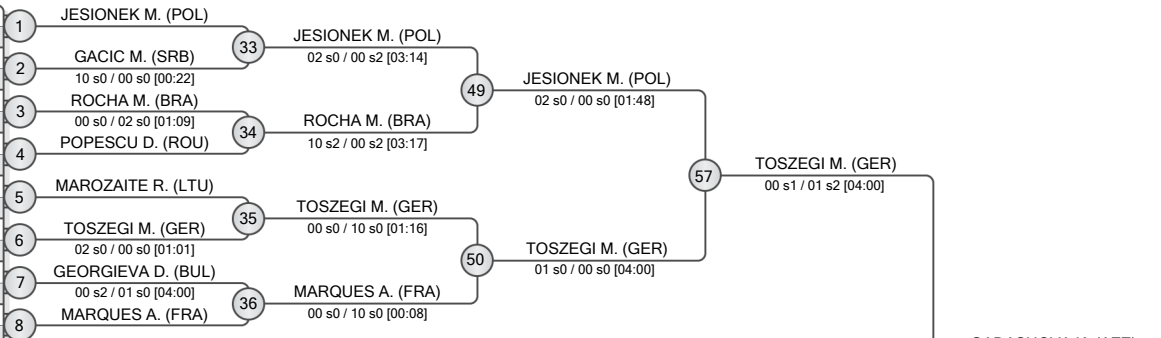 1
JESIONEK M. (POL)
33
JESIONEK M. (POL)
02 s0 / 00 s2 [03:14]
2
GACIC M. (SRB)
10 s0 / 00 s0 [00:22]
49
JESIONEK M. (POL)
02 s0 / 00 s0 [01:48]
3
ROCHA M. (BRA)
00 s0 / 02 s0 [01:09]
34
ROCHA M. (BRA)
10 s2 / 00 s2 [03:17]
4
POPESCU D. (ROU)
57
TOSZEGI M. (GER)
00 s1 / 01 s2 [04:00]
5
MAROZAITE R. (LTU)
35
TOSZEGI M. (GER)
00 s0 / 10 s0 [01:16]
6
TOSZEGI M. (GER)
02 s0 / 00 s0 [01:01]
50
TOSZEGI M. (GER)
01 s0 / 00 s0 [04:00]
7
GEORGIEVA D. (BUL)
00 s2 / 01 s0 [04:00]
36
MARQUES A. (FRA)
00 s0 / 10 s0 [00:08]
8
MARQUES A. (FRA)